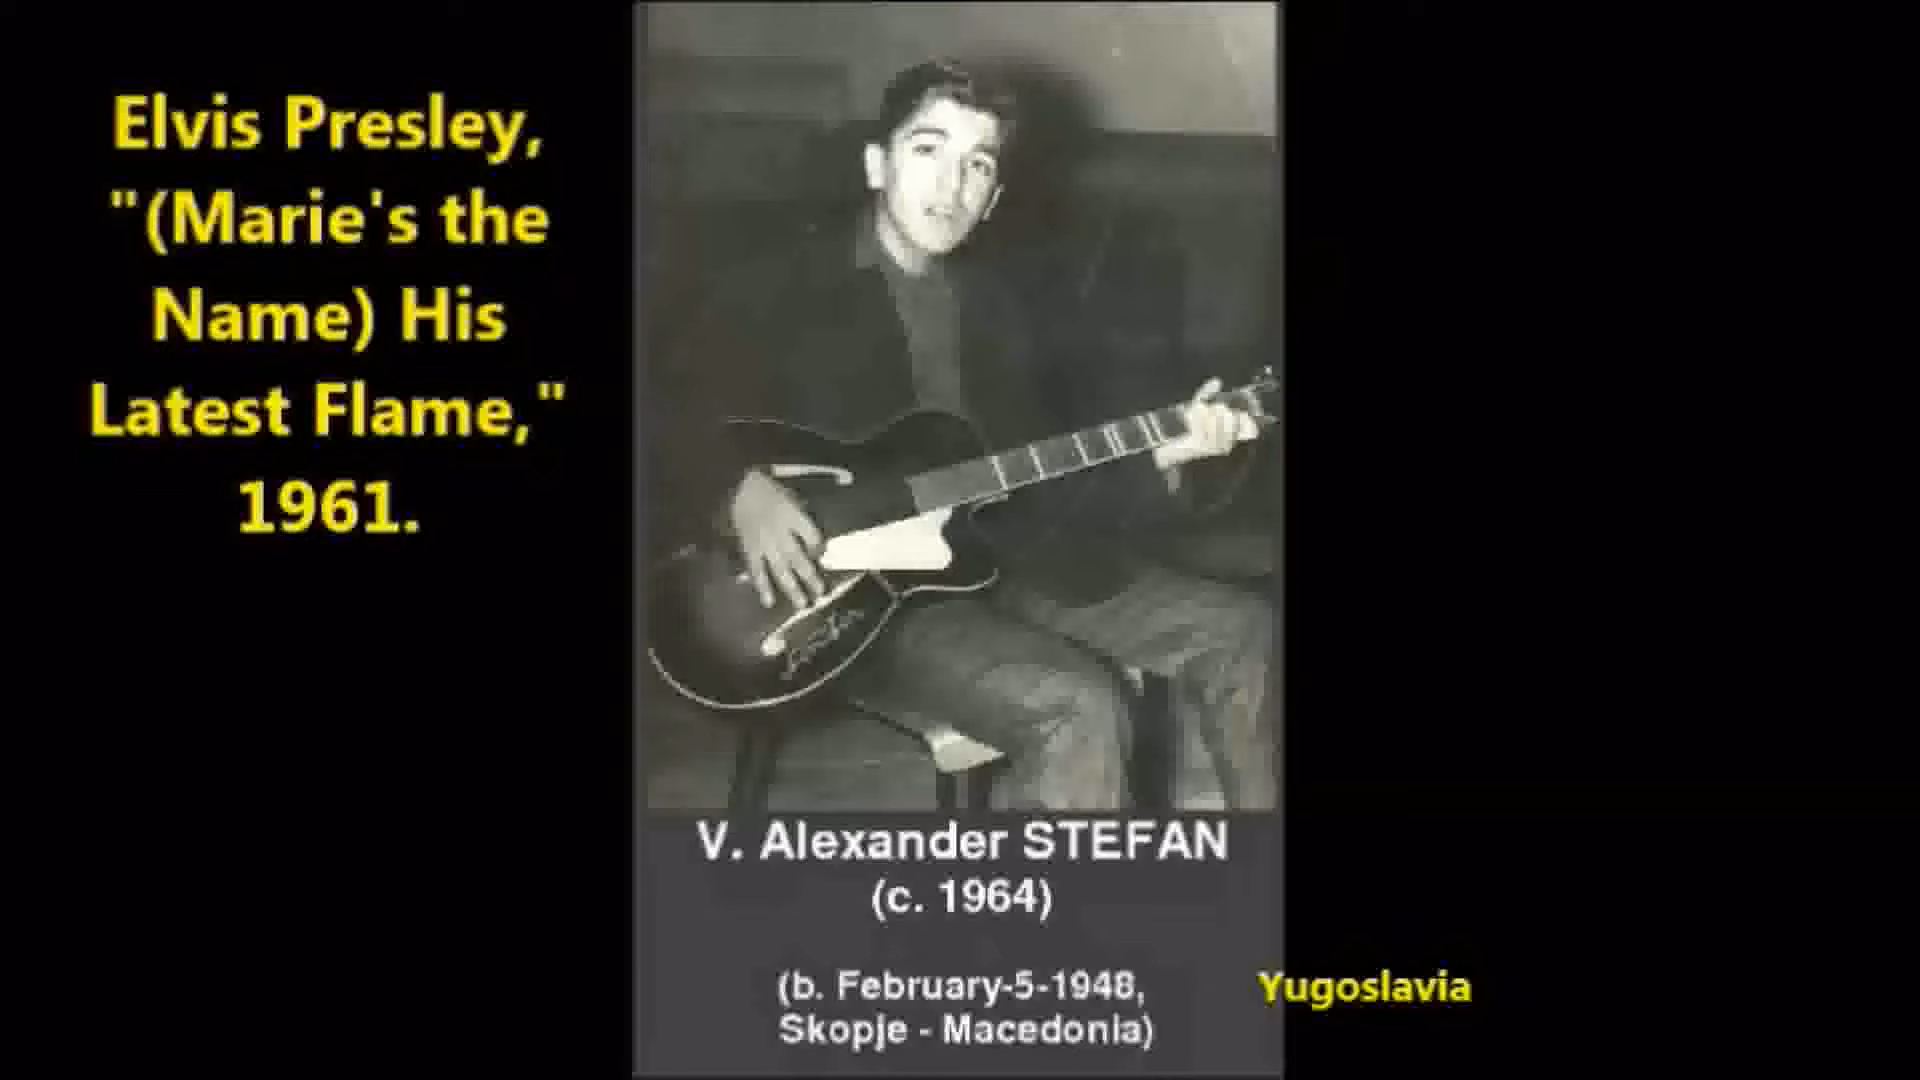 Elvis Presley,
"(Marie's the
Name) His
Latest Flame,"
1961.
V. Alexander STEFAN
(c. 1964)
(b. February-5-1948,
Skopje - Macedonia)
Yugoslavia